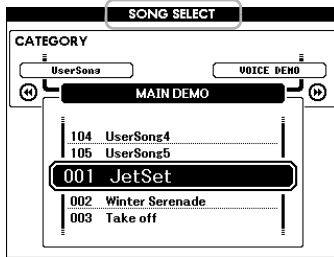 SONG SELECT
CATEGORY
UserSong VOICE DEMO
MAIN DEMO
104 UserSong4
105 UserSong5
001 JetSet
002 Winter Serenade
003 Take off